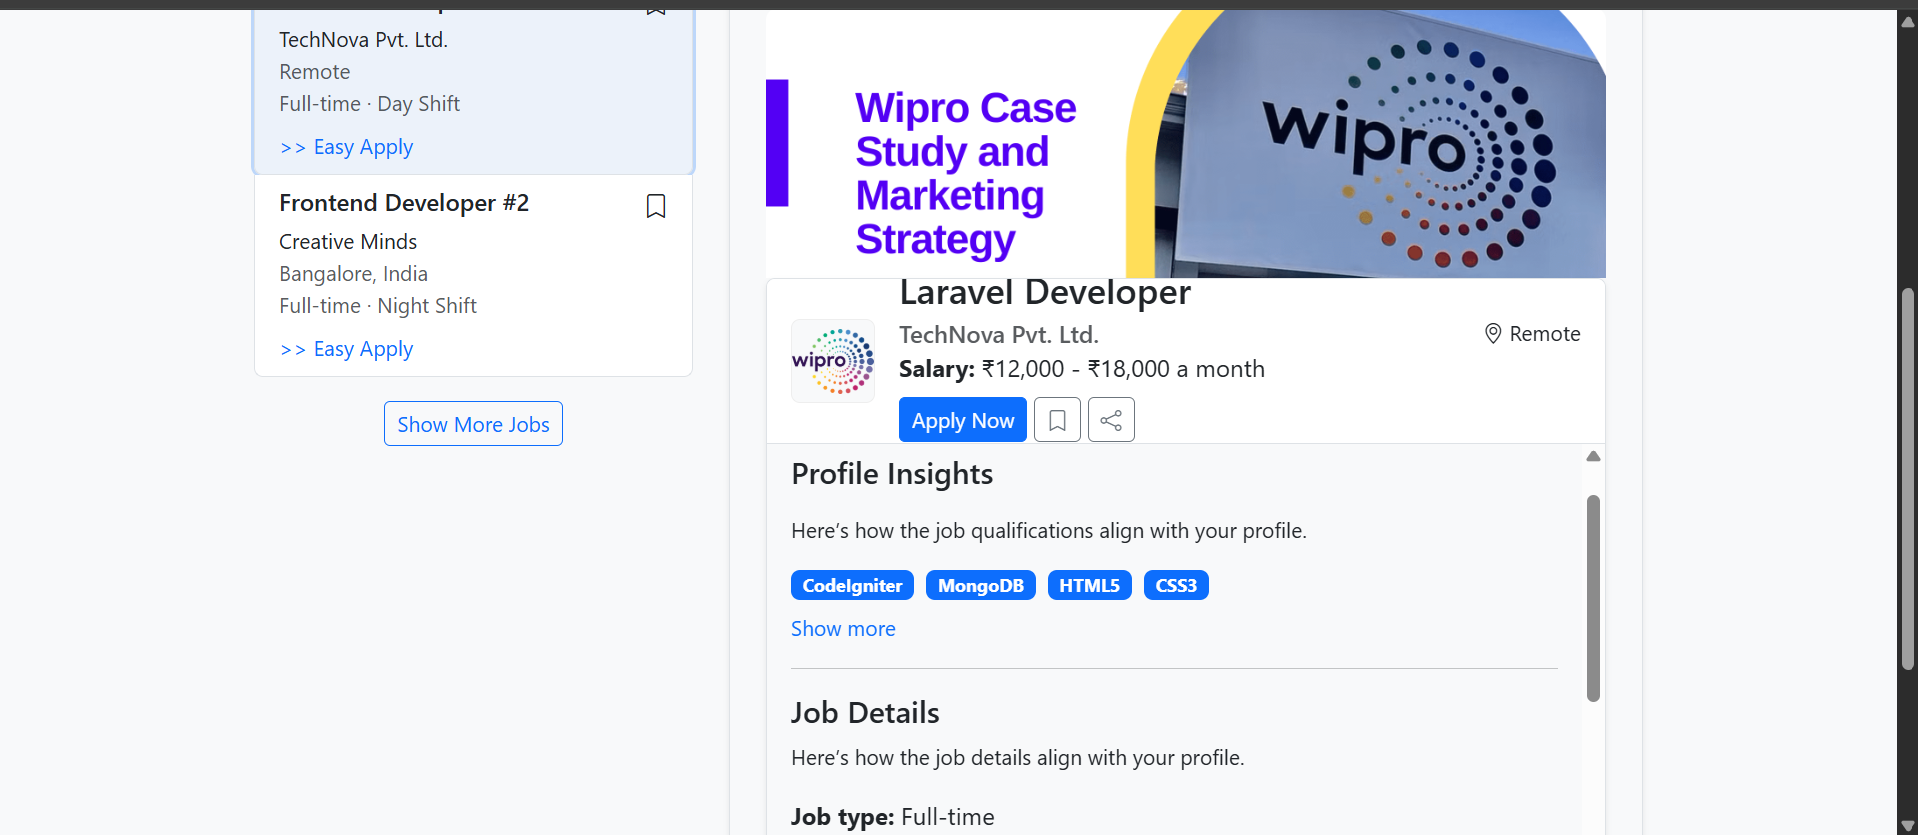 TechNova Pvt. Ltd.
Remote
Full-time · Day Shift
>> Easy Apply
Frontend Developer #2
Creative Minds
Bangalore, India
Full-time · Night Shift
>> Easy Apply
Show More Jobs
Wipro Case
Study and
Marketing
Strategy
wipro
Laravel Developer
wipro
TechNova Pvt. Ltd.
Remote
Salary: ₹12,000 - ₹18,000 a month
Apply Now
Profile Insights
Here’s how the job qualifications align with your profile.
CodeIgniter MongoDB HTML5 CSS3
Show more
Job Details
Here’s how the job details align with your profile.
Job type: Full-time